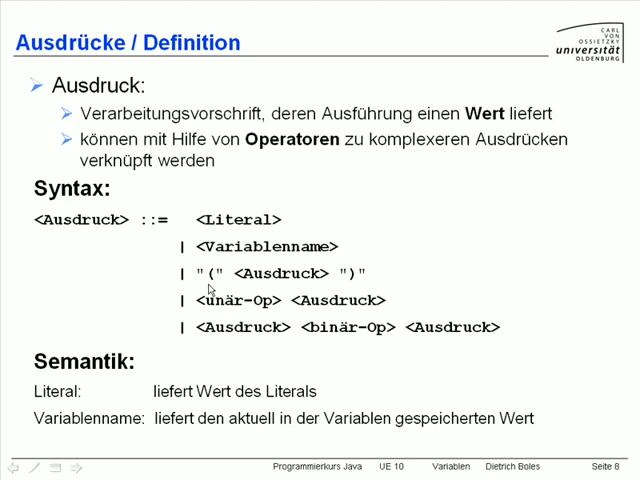 Ausdrücke / Definition
CARL
VON
OSSIETZKY
universität
OLDENBURG
Ausdruck:
Verarbeitungsvorschrift, deren Ausführung einen Wert liefert
können mit Hilfe von Operatoren zu komplexeren Ausdrücken
verknüpft werden
Syntax:
<Ausdruck> ::= <Literal>
| <Variablenname>
| "(" <Ausdruck> ")"
| <unär-Op> <Ausdruck>
| <Ausdruck> <binär-Op> <Ausdruck>
Semantik:
Literal: liefert Wert des Literals
Variablenname: liefert den aktuell in der Variablen gespeicherten Wert
Programmierkurs Java UE 10 Variablen Dietrich Boles Seite 8